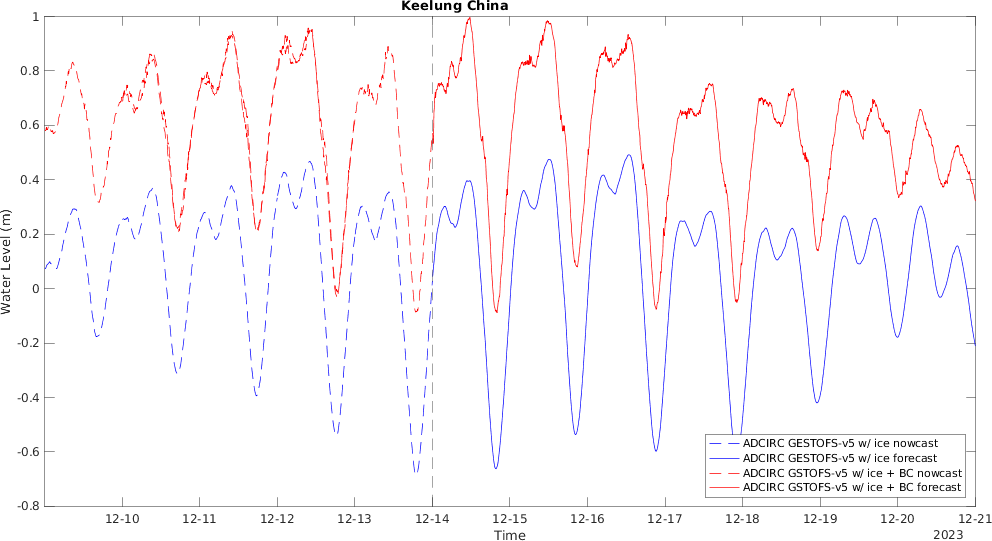 Keelung China
1
0.8
0.6
0.4
0.2
0
-0.2
-0.4
-0.6
-0.8
Water Level (m)
ADCIRC GESTOFS-v5 w/ ice nowcast
ADCIRC GESTOFS-v5 w/ ice forecast
ADCIRC GSTOFS-v5 w/ ice + BC nowcast
ADCIRC GSTOFS-v5 w/ ice + BC forecast
12-10 12-11 12-12 12-13 12-14 12-15 12-16 12-17 12-18 12-19 12-20 12-21
Time
2023